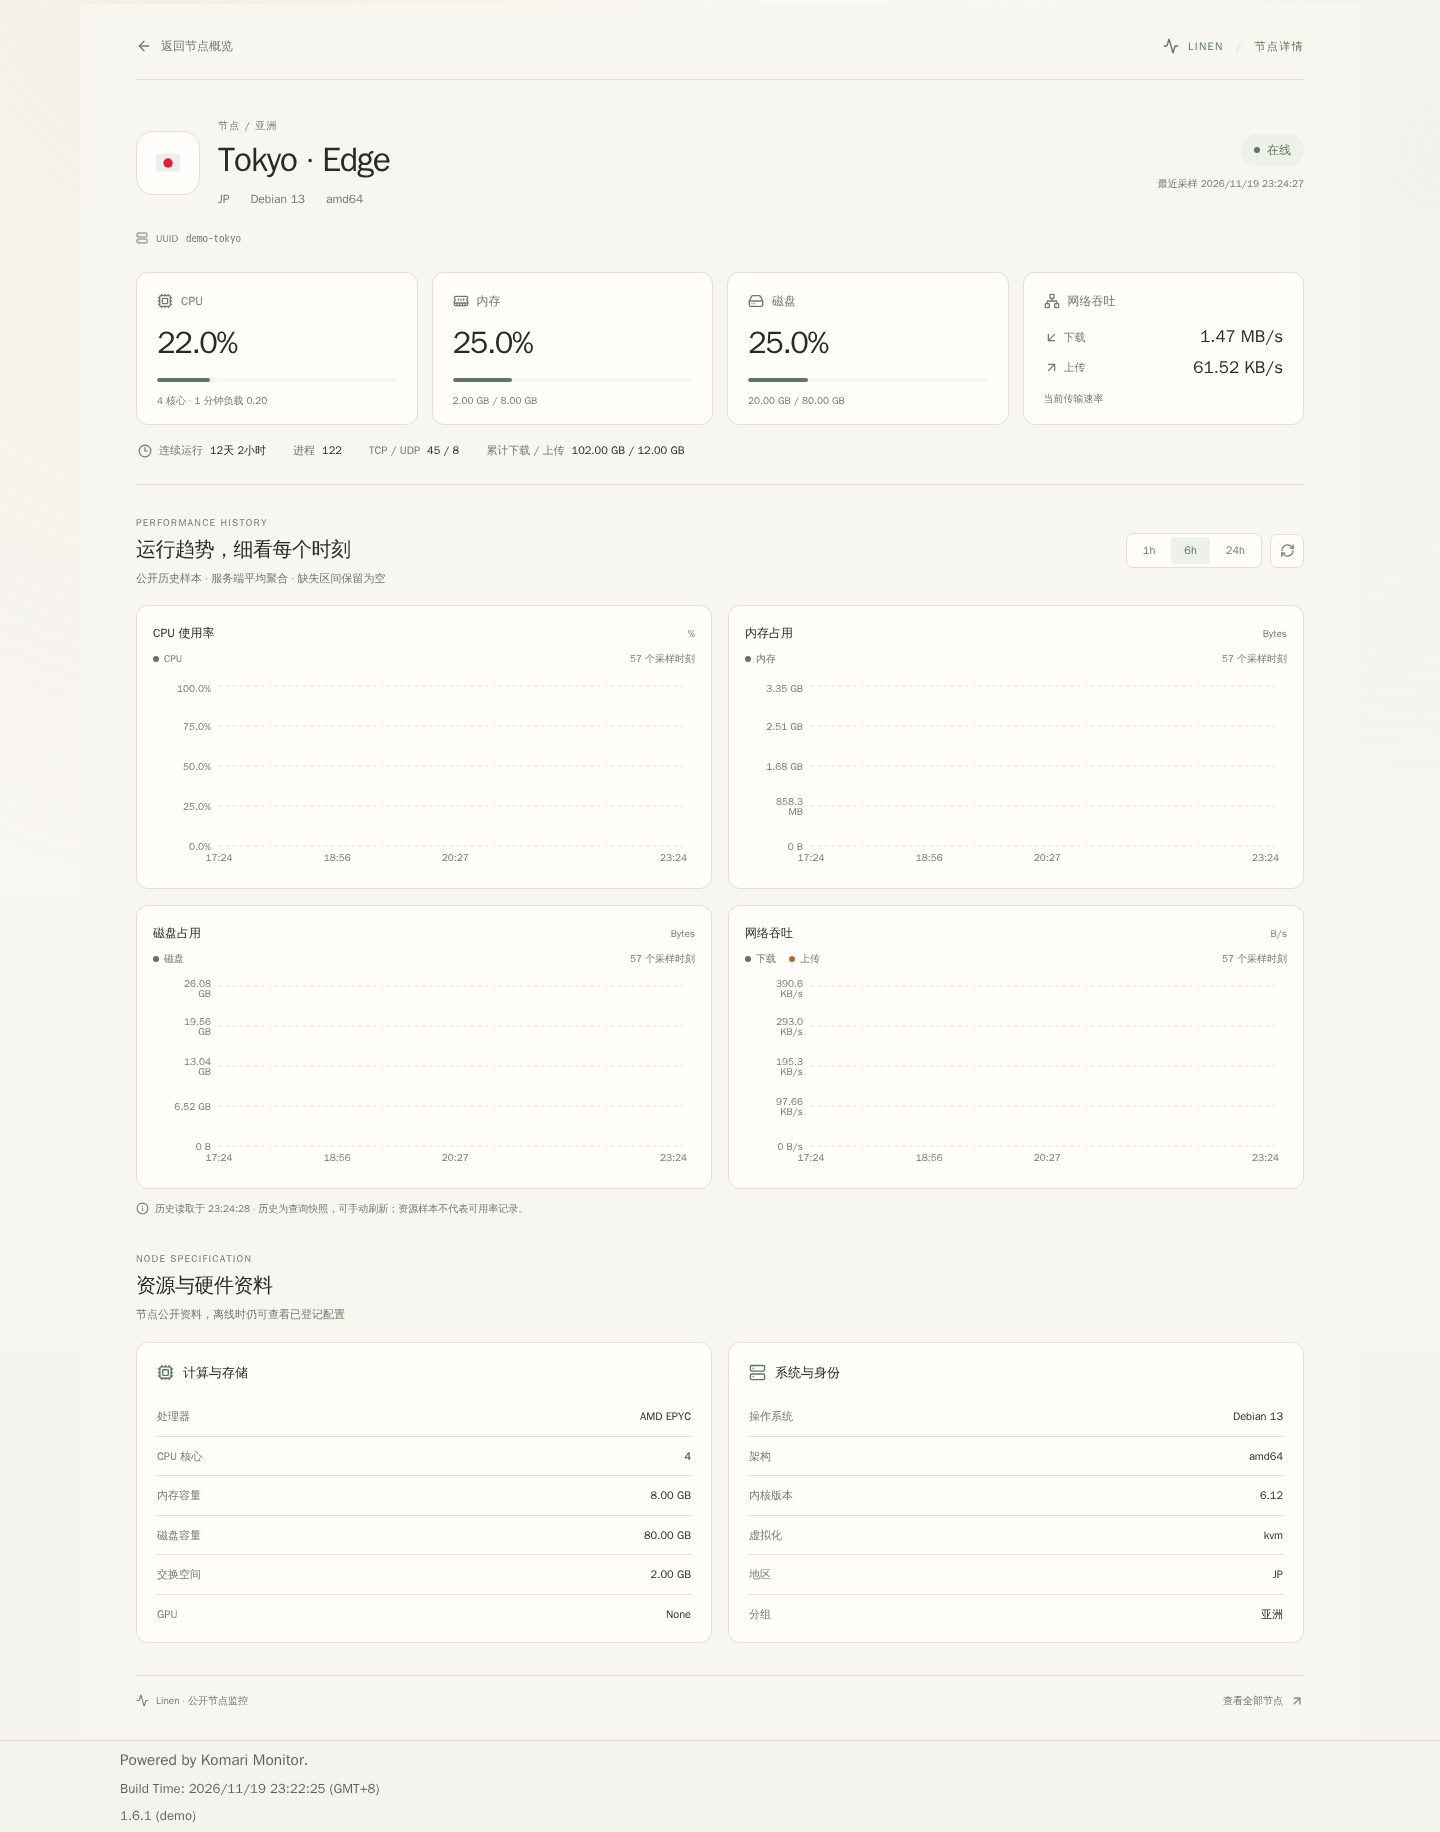 返回节点概览
LINEN / 节点详情
节点 / 亚洲
Tokyo · Edge
JP · Debian 13 · amd64
在线
最近采样 2026/11/19 23:24:27
UUID demo-tokyo
CPU
22.0%
4 核心 · 1 分钟负载 0.20
内存
25.0%
2.00 GB / 8.00 GB
磁盘
25.0%
20.00 GB / 80.00 GB
网络吞吐
下载 1.47 MB/s
上传 61.52 KB/s
当前传输速率
连续运行 12天 2小时 进程 122 TCP / UDP 45 / 8 累计下载 / 上传 102.00 GB / 12.00 GB
PERFORMANCE HISTORY
运行趋势，细看每个时刻
公开历史样本 · 服务端平均聚合 · 缺失区间保留为空
1h 6h 24h
CPU 使用率 %
CPU 57 个采样时刻
100.0%
75.0%
50.0%
25.0%
0.0%
17:24 18:56 20:27 23:24
内存占用 Bytes
内存 57 个采样时刻
3.35 GB
2.51 GB
1.68 GB
858.3
MB
0 B
17:24 18:56 20:27 23:24
磁盘占用 Bytes
磁盘 57 个采样时刻
26.08
GB
19.56
GB
13.04
GB
6.52 GB
0 B
17:24 18:56 20:27 23:24
网络吞吐 B/s
下载 上传 57 个采样时刻
390.6
KB/s
293.0
KB/s
195.3
KB/s
97.66
KB/s
0 B/s
17:24 18:56 20:27 23:24
历史读取于 23:24:28 · 历史为查询快照，可手动刷新；资源样本不代表可用率记录。
NODE SPECIFICATION
资源与硬件资料
节点公开资料，离线时仍可查看已登记配置
计算与存储
处理器 AMD EPYC
CPU 核心 4
内存容量 8.00 GB
磁盘容量 80.00 GB
交换空间 2.00 GB
GPU None
系统与身份
操作系统 Debian 13
架构 amd64
内核版本 6.12
虚拟化 kvm
地区 JP
分组 亚洲
Linen · 公开节点监控
查看全部节点
Powered by Komari Monitor.
Build Time: 2026/11/19 23:22:25 (GMT+8)
1.6.1 (demo)